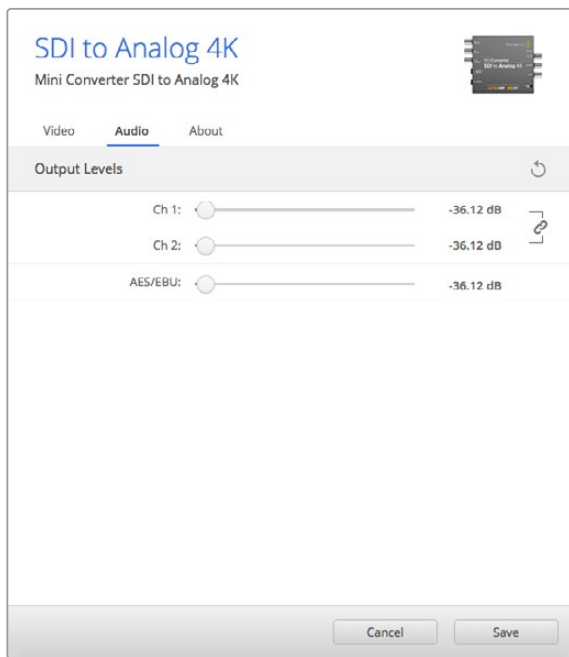 SDI to Analog 4K
Mini Converter SDI to Analog 4K
Video Audio About
Output Levels
Ch 1: -36.12 dB
Ch 2: -36.12 dB
AES/EBU: -36.12 dB
Cancel Save